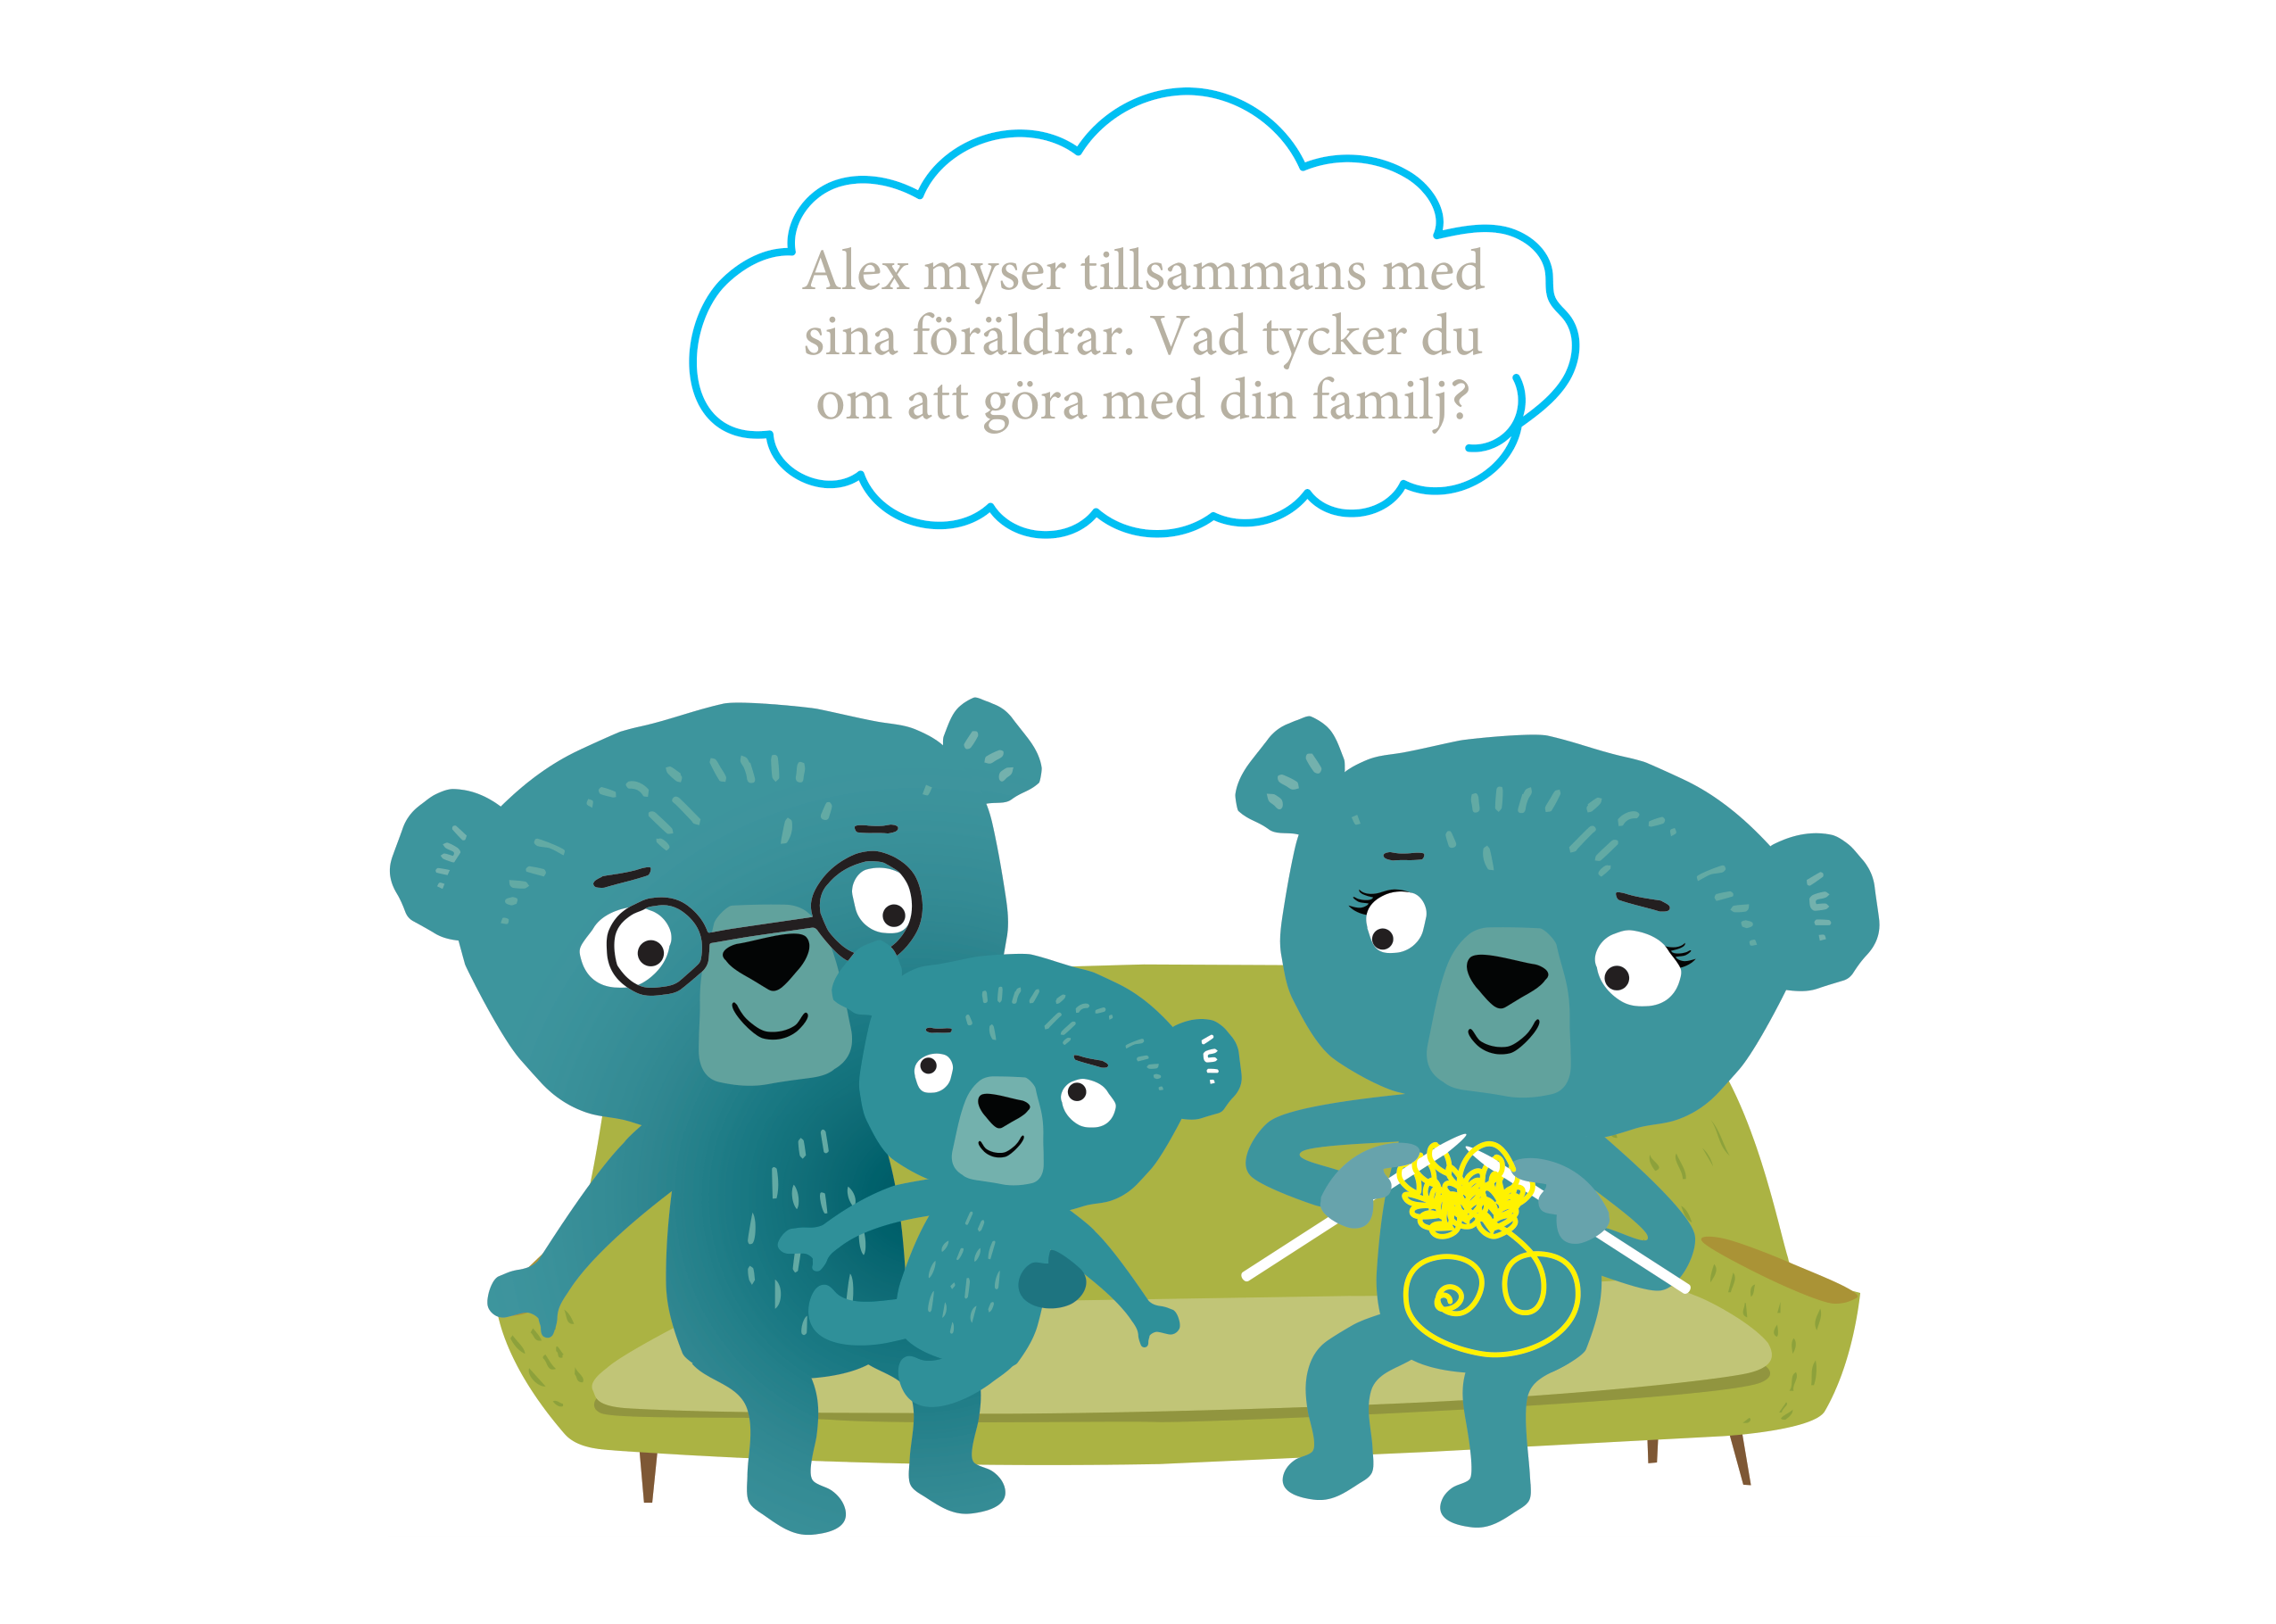 Alex myser tillsammans med
sina föräldrar. Vad tycker du
om att göra med din familj?